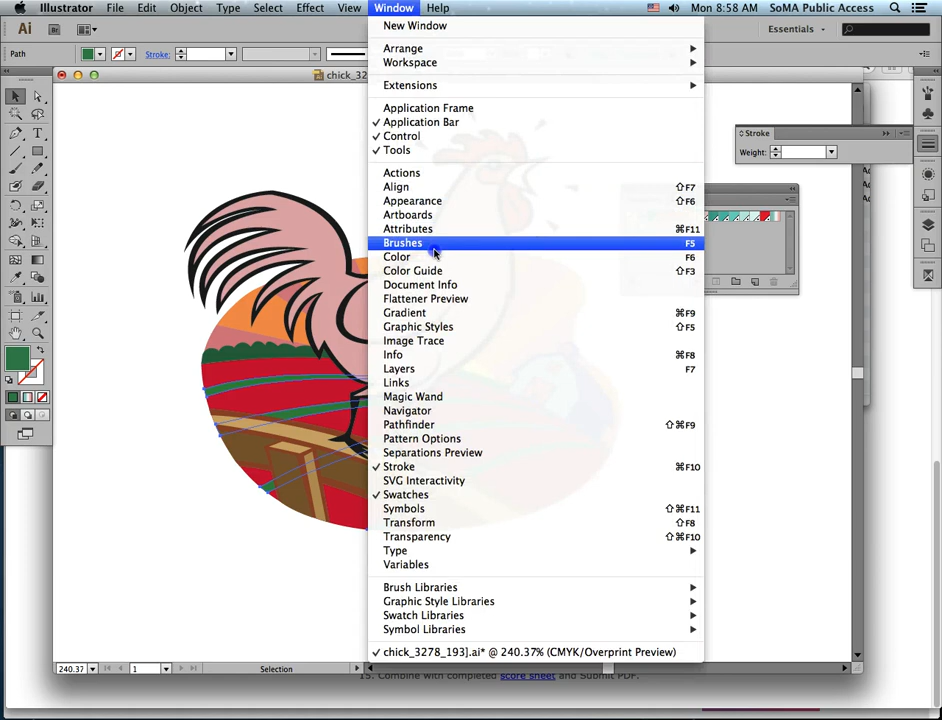 Illustrator File Edit Object Type Select Effect View Window Help Mon 8:58 AM SoMA Public Access
Ai Essentials
Path Stroke:
chick_32
New Window
Arrange
Workspace
Extensions
Application Frame
✓ Application Bar
✓ Control
✓ Tools
Actions
Align ⇧F7
Appearance ⇧F6
Artboards
Attributes ⌘F11
Brushes F5
Color F6
Color Guide ⇧F3
Document Info
Flattener Preview
Gradient ⌘F9
Graphic Styles ⇧F5
Image Trace
Info ⌘F8
Layers F7
Links
Magic Wand
Navigator
Pathfinder ⇧⌘F9
Pattern Options
Separations Preview
✓ Stroke ⌘F10
SVG Interactivity
✓ Swatches
Symbols ⇧⌘F11
Transform ⇧F8
Transparency ⇧⌘F10
Type
Variables
Brush Libraries
Graphic Style Libraries
Swatch Libraries
Symbol Libraries
✓ chick_3278_193].ai* @ 240.37% (CMYK/Overprint Preview)
Stroke
Weight:
240.37 1 Selection
15. Combine with completed score sheet and Submit PDF.